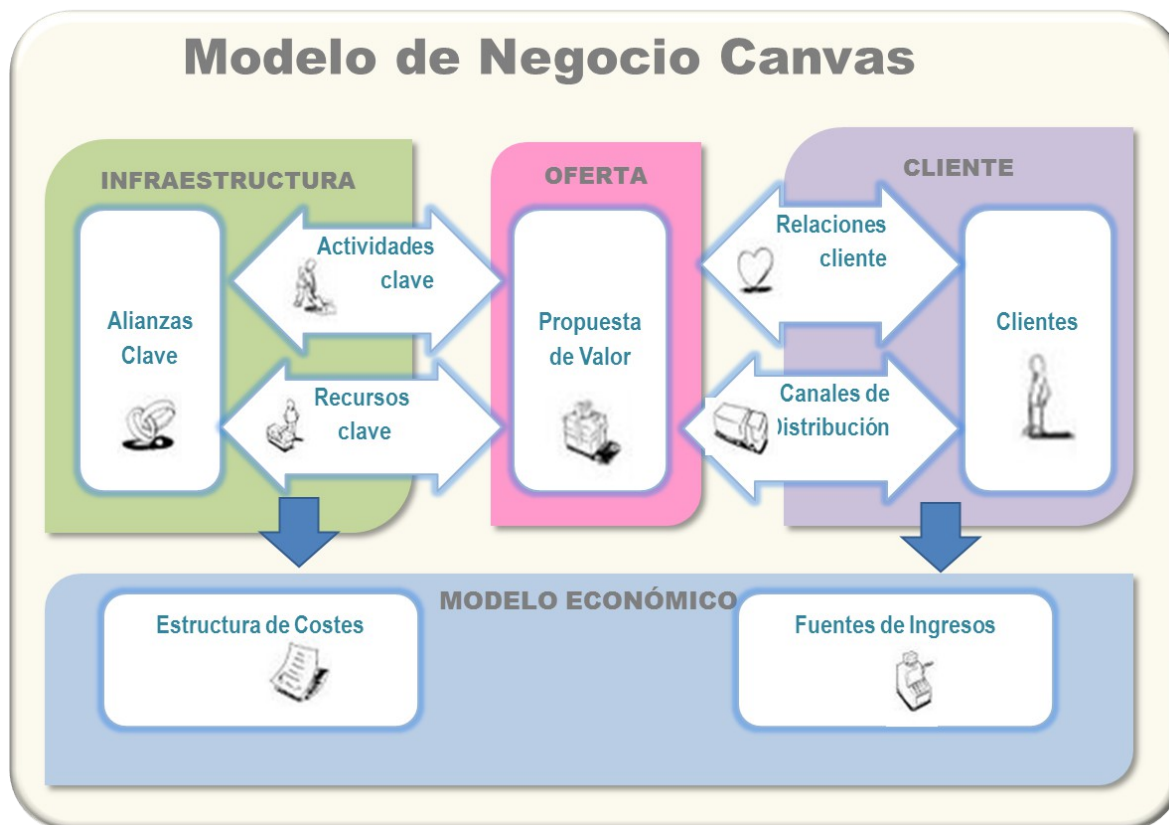 Modelo de Negocio Canvas
INFRAESTRUCTURA
OFERTA
CLIENTE
Alianzas
Clave
Actividades
clave
Recursos
clave
Propuesta
de Valor
Relaciones
cliente
Canales de
Distribución
Clientes
MODELO ECONÓMICO
Estructura de Costes
Fuentes de Ingresos